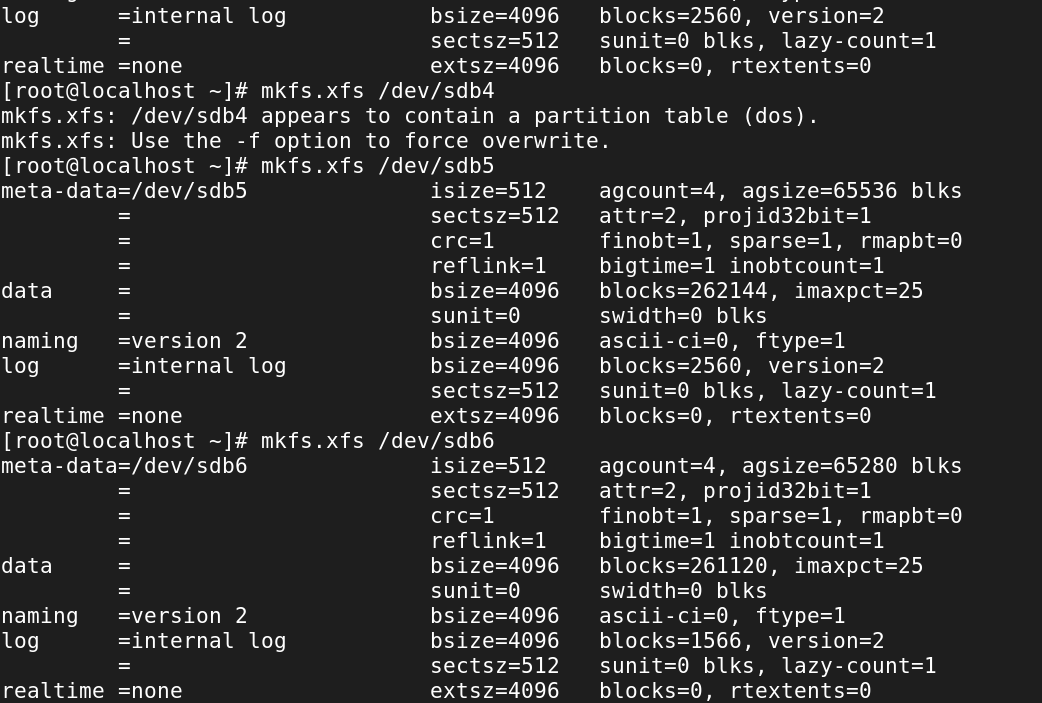 log      =internal log           bsize=4096   blocks=2560, version=2
         =                       sectsz=512   sunit=0 blks, lazy-count=1
realtime =none                   extsz=4096   blocks=0, rtextents=0
[root@localhost ~]# mkfs.xfs /dev/sdb4
mkfs.xfs: /dev/sdb4 appears to contain a partition table (dos).
mkfs.xfs: Use the -f option to force overwrite.
[root@localhost ~]# mkfs.xfs /dev/sdb5
meta-data=/dev/sdb5              isize=512    agcount=4, agsize=65536 blks
         =                       sectsz=512   attr=2, projid32bit=1
         =                       crc=1        finobt=1, sparse=1, rmapbt=0
         =                       reflink=1    bigtime=1 inobtcount=1
data     =                       bsize=4096   blocks=262144, imaxpct=25
         =                       sunit=0      swidth=0 blks
naming   =version 2              bsize=4096   ascii-ci=0, ftype=1
log      =internal log           bsize=4096   blocks=2560, version=2
         =                       sectsz=512   sunit=0 blks, lazy-count=1
realtime =none                   extsz=4096   blocks=0, rtextents=0
[root@localhost ~]# mkfs.xfs /dev/sdb6
meta-data=/dev/sdb6              isize=512    agcount=4, agsize=65280 blks
         =                       sectsz=512   attr=2, projid32bit=1
         =                       crc=1        finobt=1, sparse=1, rmapbt=0
         =                       reflink=1    bigtime=1 inobtcount=1
data     =                       bsize=4096   blocks=261120, imaxpct=25
         =                       sunit=0      swidth=0 blks
naming   =version 2              bsize=4096   ascii-ci=0, ftype=1
log      =internal log           bsize=4096   blocks=1566, version=2
         =                       sectsz=512   sunit=0 blks, lazy-count=1
realtime =none                   extsz=4096   blocks=0, rtextents=0